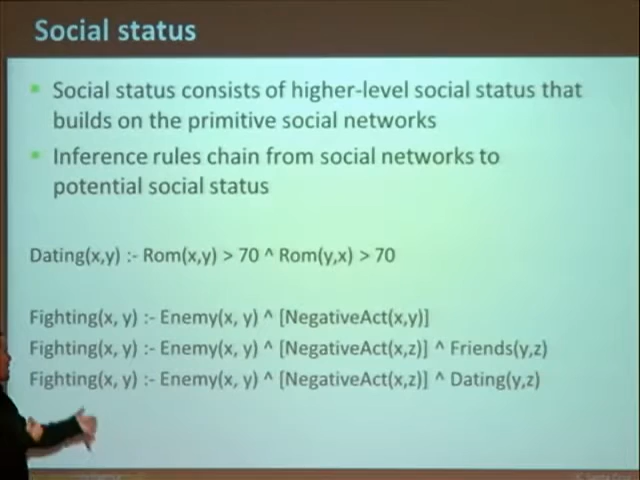 Social status
Social status consists of higher-level social status that
builds on the primitive social networks
Inference rules chain from social networks to
potential social status
Dating(x,y) :- Rom(x,y) > 70 ^ Rom(y,x) > 70
Fighting(x, y) :- Enemy(x, y) ^ [NegativeAct(x,y)]
Fighting(x, y) :- Enemy(x, y) ^ [NegativeAct(x,z)] ^ Friends(y,z)
Fighting(x, y) :- Enemy(x, y) ^ [NegativeAct(x,z)] ^ Dating(y,z)